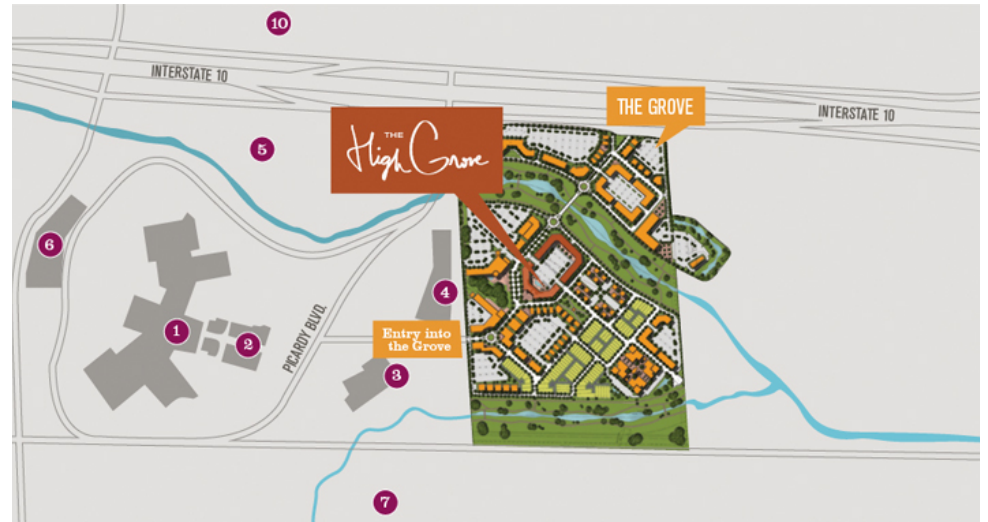 10
INTERSTATE 10
THE GROVE
INTERSTATE 10
THE
High Grove
5
6
4
1
2
PICARDY BLVD.
Entry into
the Grove
3
7